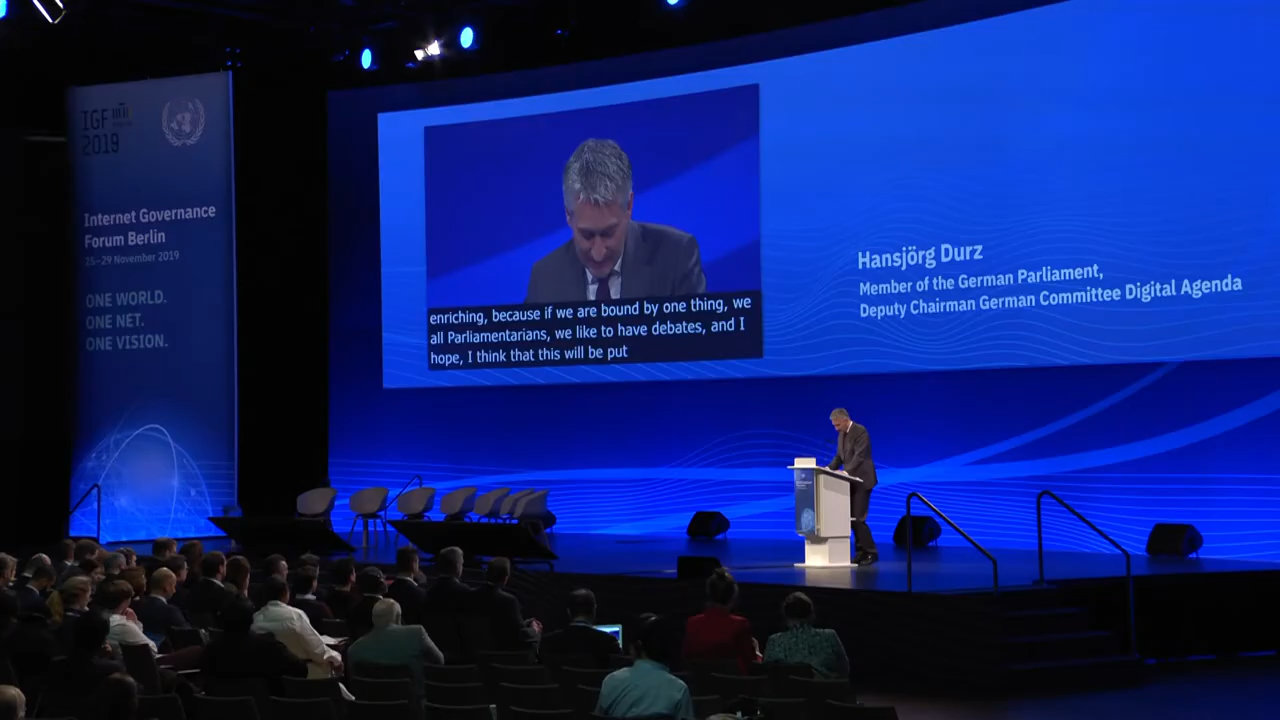 IGF
2019
Internet Governance
Forum Berlin
25–29 November 2019
ONE WORLD.
ONE NET.
ONE VISION.
enriching, because if we are bound by one thing, we
all Parliamentarians, we like to have debates, and I
hope, I think that this will be put
Hansjörg Durz
Member of the German Parliament,
Deputy Chairman German Committee Digital Agenda